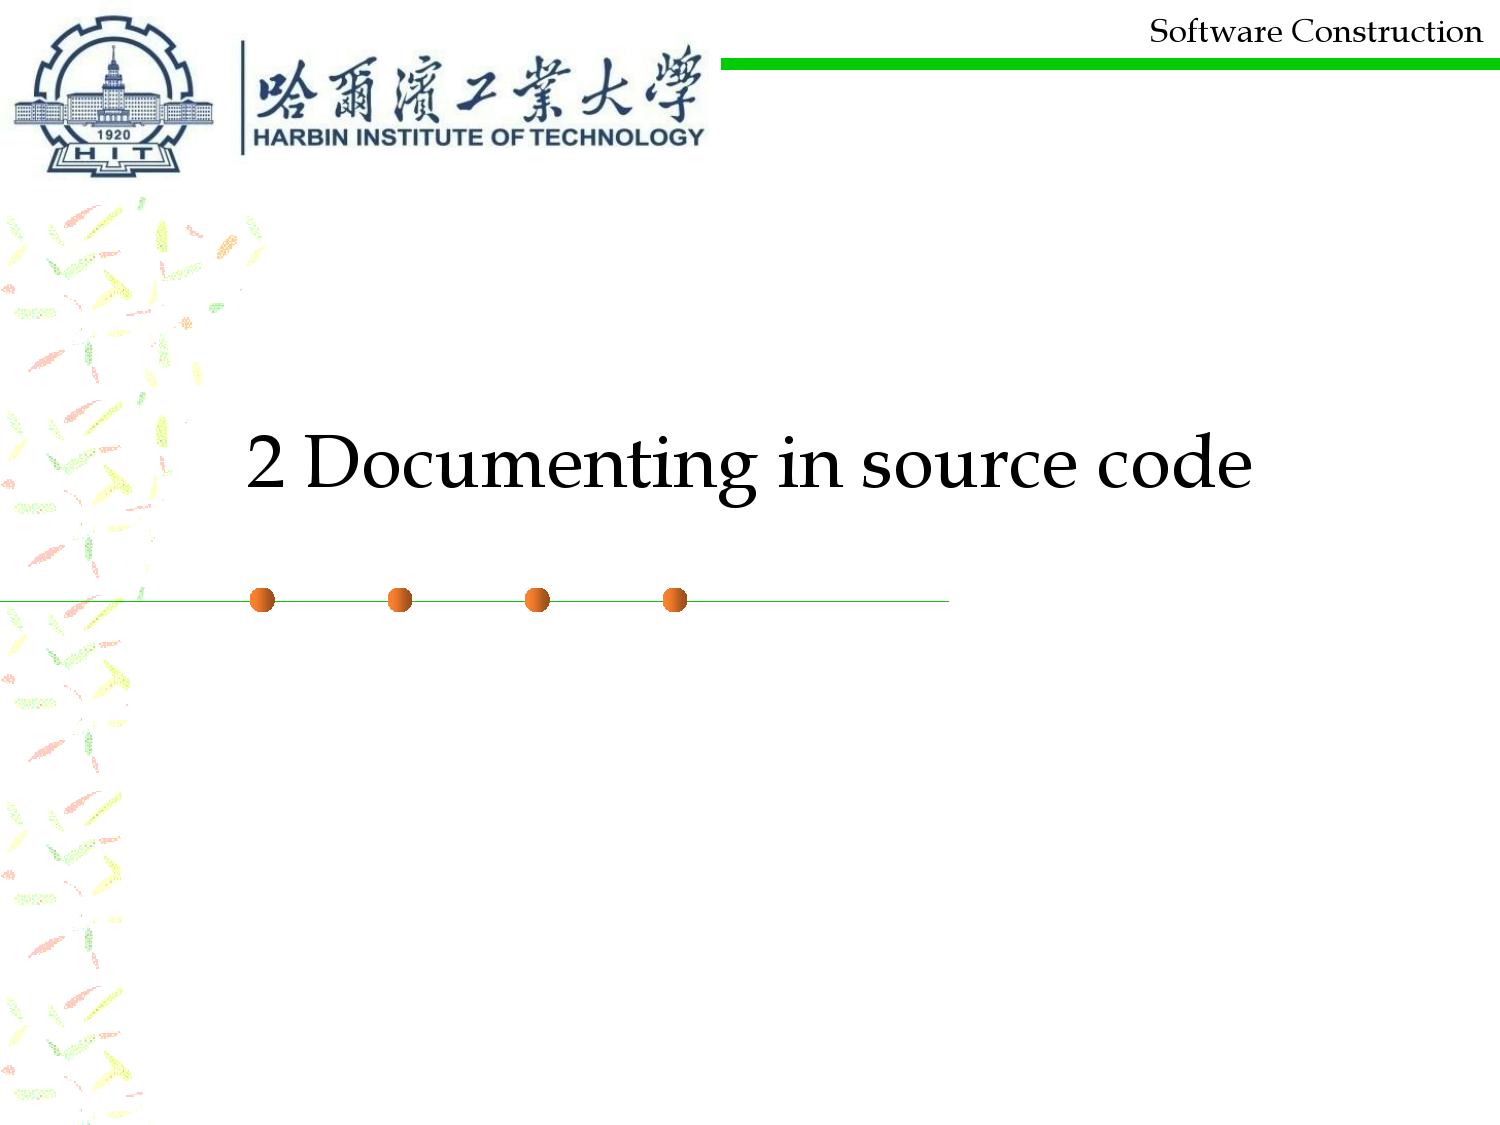 Software Construction
哈爾濱工業大學
HARBIN INSTITUTE OF TECHNOLOGY
1920
HIT
2 Documenting in source code